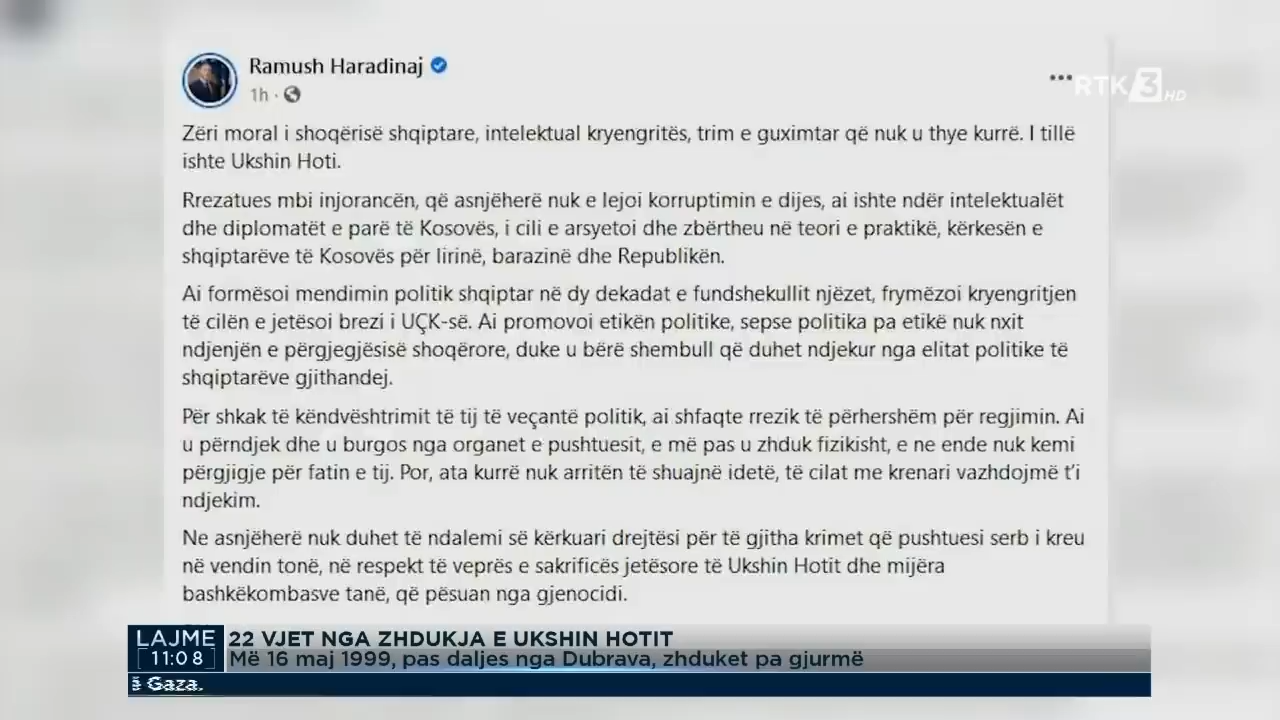 Ramush Haradinaj
1h
RTK 3 HD
Zëri moral i shoqërisë shqiptare, intelektual kryengritës, trim e guximtar që nuk u thye kurrë. I tillë
ishte Ukshin Hoti.
Rrezatues mbi injorancën, që asnjëherë nuk e lejoi korruptimin e dijes, ai ishte ndër intelektualët
dhe diplomatët e parë të Kosovës, i cili e arsyetoi dhe zbërtheu në teori e praktikë, kërkesën e
shqiptarëve të Kosovës për lirinë, barazinë dhe Republikën.
Ai formësoi mendimin politik shqiptar në dy dekadat e fundshekullit njëzet, frymëzoi kryengritjen
të cilën e jetësoi brezi i UÇK-së. Ai promovoi etikën politike, sepse politika pa etikë nuk nxit
ndjenjën e përgjegjësisë shoqërore, duke u bërë shembull që duhet ndjekur nga elitat politike të
shqiptarëve gjithandej.
Për shkak të këndvështrimit të tij të veçantë politik, ai shfaqte rrezik të përhershëm për regjimin. Ai
u përndjek dhe u burgos nga organet e pushtuesit, e më pas u zhduk fizikisht, e ne ende nuk kemi
përgjigje për fatin e tij. Por, ata kurrë nuk arritën të shuajnë idetë, të cilat me krenari vazhdojmë t'i
ndjekim.
Ne asnjëherë nuk duhet të ndalemi së kërkuari drejtësi për të gjitha krimet që pushtuesi serb i kreu
në vendin tonë, në respekt të veprës e sakrificës jetësore të Ukshin Hotit dhe mijëra
bashkëkombasve tanë, që pësuan nga gjenocidi.
LAJME
11:08
22 VJET NGA ZHDUKJA E UKSHIN HOTIT
Më 16 maj 1999, pas daljes nga Dubrava, zhduket pa gjurmë
ë Gaza.